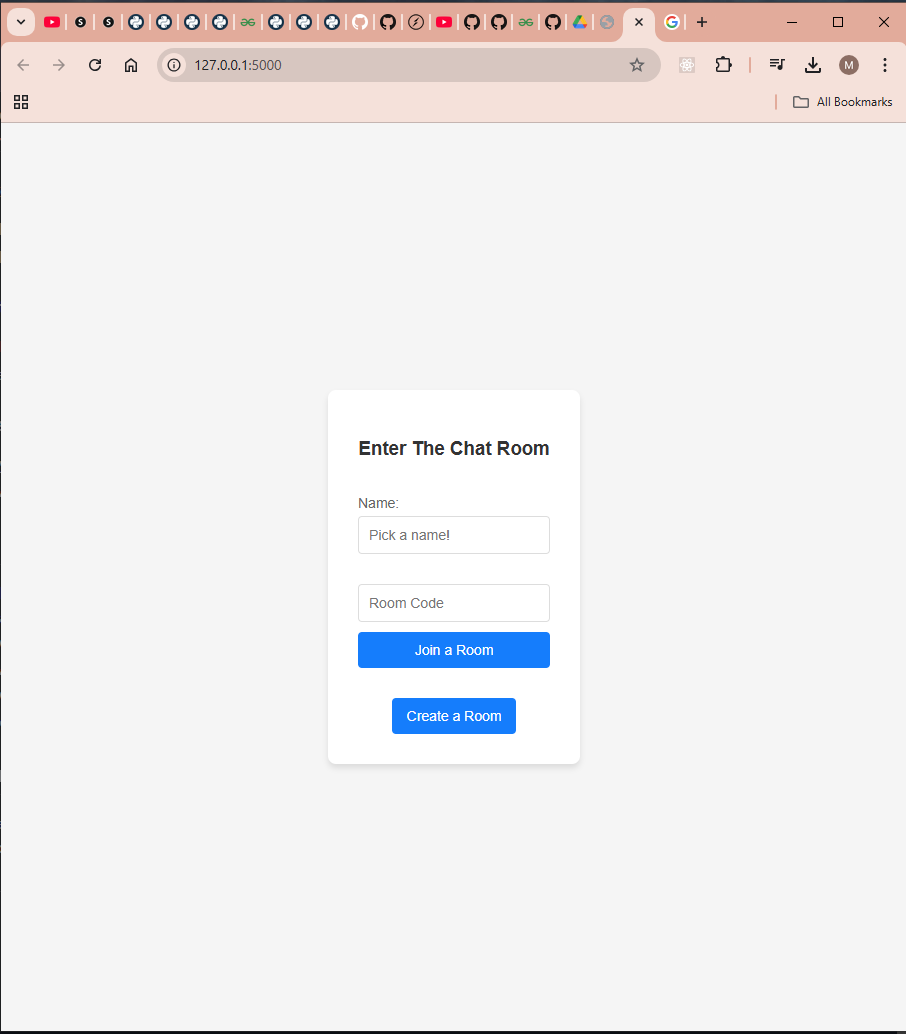 127.0.0.1:5000
M
All Bookmarks
Enter The Chat Room
Name:
Pick a name!
Room Code
Join a Room
Create a Room